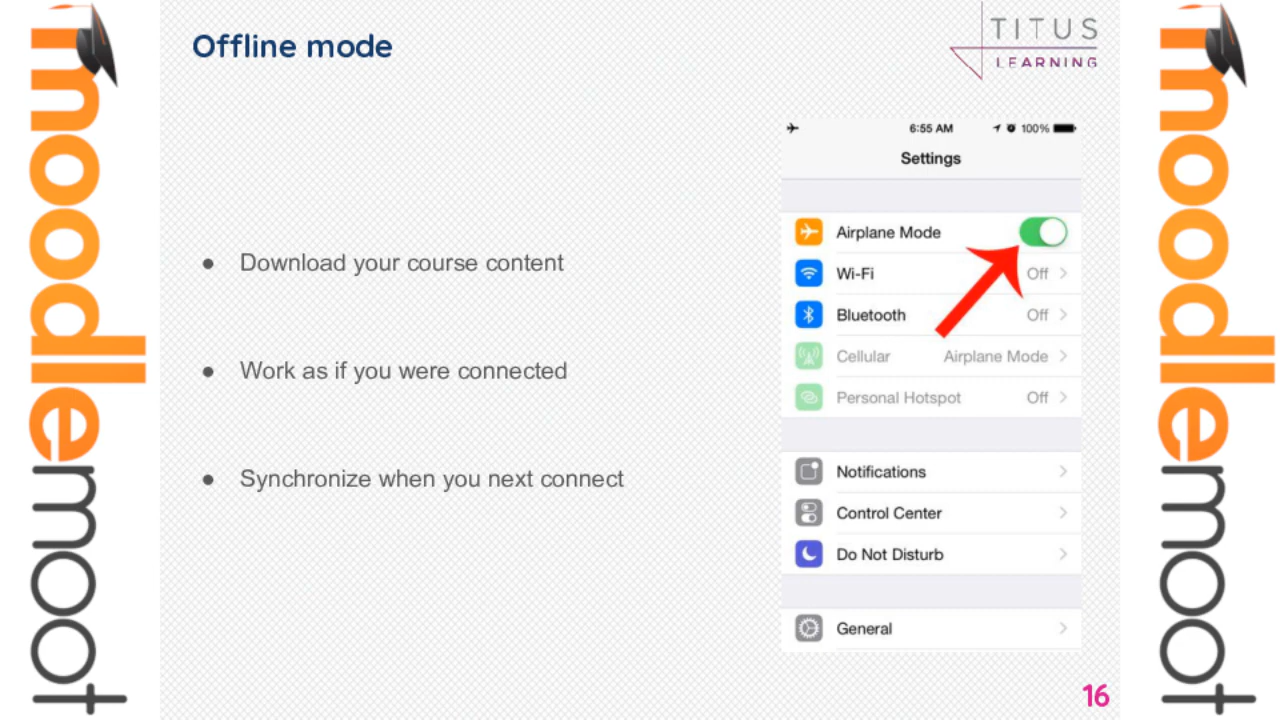 moodlemoot
Offline mode
TITUS
LEARNING
● Download your course content
● Work as if you were connected
● Synchronize when you next connect
6:55 AM
100%
Settings
Airplane Mode
Wi-Fi Off
Bluetooth Off
Cellular Airplane Mode
Personal Hotspot Off
Notifications
Control Center
Do Not Disturb
General
16
moodlemoot